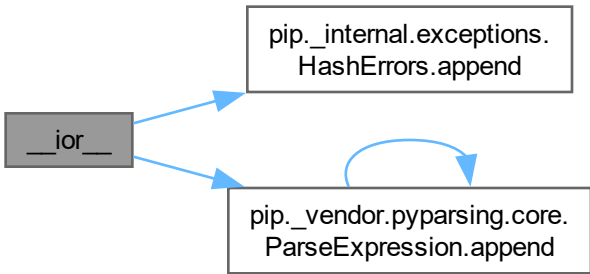 __ior__
pip._internal.exceptions.
HashErrors.append
pip._vendor.pyparsing.core.
ParseExpression.append